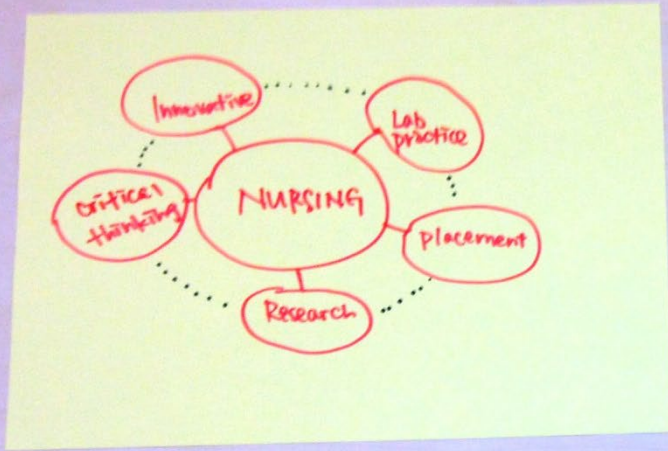 Innovative
Lab
practice
critical
thinking
NURSING
placement
Research